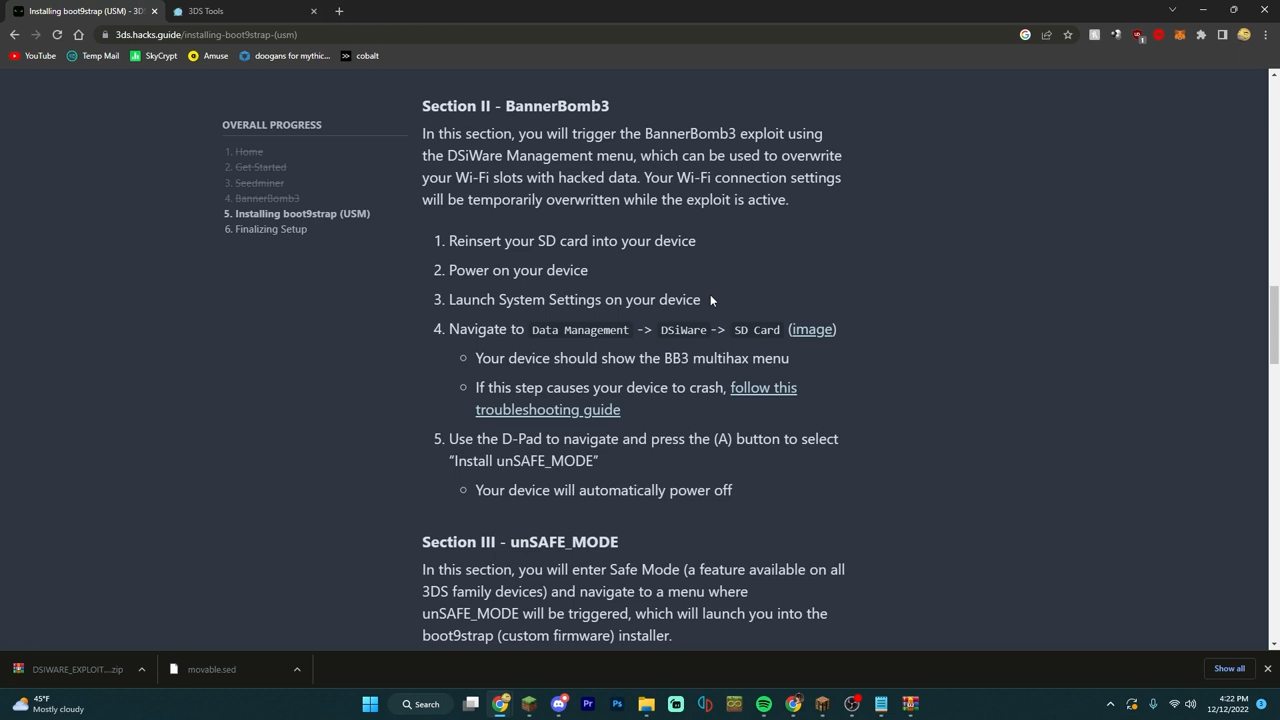 Installing boot9strap (USM) - 3D
3DS Tools
3ds.hacks.guide/installing-boot9strap-(usm)
YouTube
Temp Mail
SkyCrypt
Amuse
doogans for mythic...
cobalt
OVERALL PROGRESS
1. Home
2. Get Started
3. Seedminer
4. BannerBomb3
5. Installing boot9strap (USM)
6. Finalizing Setup
Section II - BannerBomb3
In this section, you will trigger the BannerBomb3 exploit using
the DSiWare Management menu, which can be used to overwrite
your Wi-Fi slots with hacked data. Your Wi-Fi connection settings
will be temporarily overwritten while the exploit is active.
1. Reinsert your SD card into your device
2. Power on your device
3. Launch System Settings on your device
4. Navigate to Data Management -> DSiWare-> SD Card (image)
Your device should show the BB3 multihax menu
If this step causes your device to crash, follow this
troubleshooting guide
5. Use the D-Pad to navigate and press the (A) button to select
“Install unSAFE_MODE”
Your device will automatically power off
Section III - unSAFE_MODE
In this section, you will enter Safe Mode (a feature available on all
3DS family devices) and navigate to a menu where
unSAFE_MODE will be triggered, which will launch you into the
boot9strap (custom firmware) installer.
DSIWARE_EXPLOIT....zip
movable.sed
Show all
45°F
Mostly cloudy
Search
4:22 PM
12/12/2022